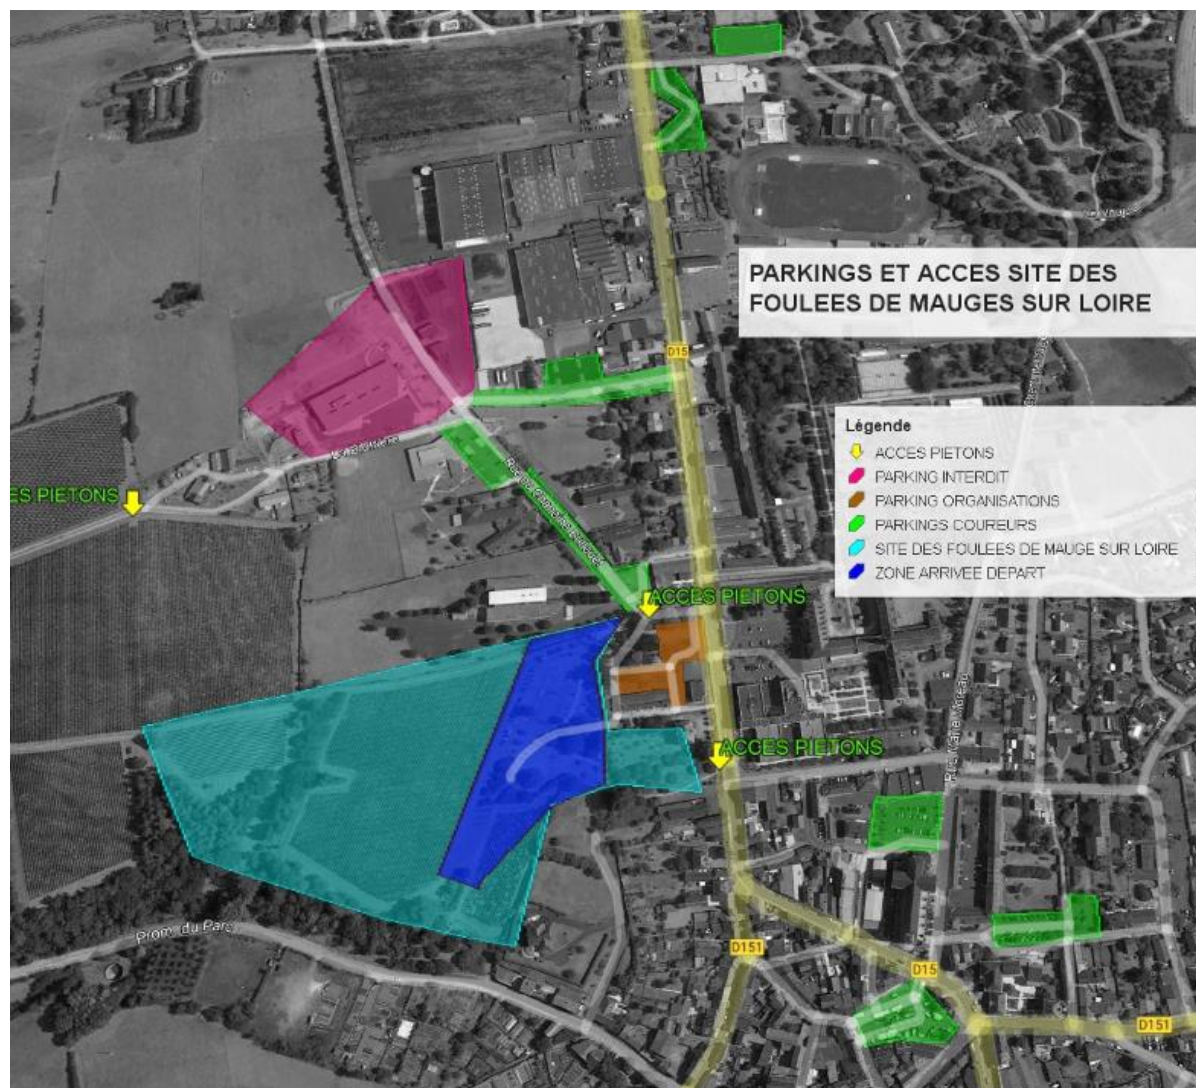 D15
PARKINGS ET ACCES SITE DES
FOULEES DE MAUGES SUR LOIRE
Légende
ACCES PIETONS
PARKING INTERDIT
PARKING ORGANISATIONS
PARKINGS COUREURS
SITE DES FOULEES DE MAUGE SUR LOIRE
ZONE ARRIVEE DEPART
ES PIETONS
ACCES PIETONS
ACCES PIETONS
Prom. du Parc
D151
D15
D151